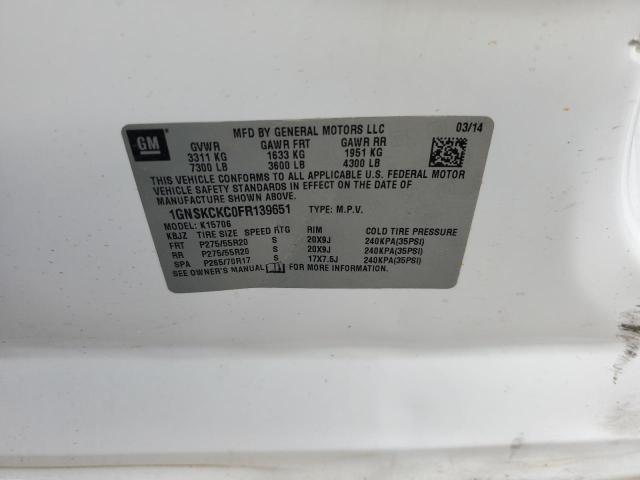 GM
MFD BY GENERAL MOTORS LLC 03/14
GVWR GAWR FRT GAWR RR
3311 KG 1633 KG 1951 KG
7300 LB 3600 LB 4300 LB
THIS VEHICLE CONFORMS TO ALL APPLICABLE U.S. FEDERAL MOTOR
VEHICLE SAFETY STANDARDS IN EFFECT ON THE DATE OF
MANUFACTURE SHOWN ABOVE.
1GNSKCKC0FR139651 TYPE: M.P.V.
MODEL: K15706
KBJZ TIRE SIZE SPEED RTG RIM COLD TIRE PRESSURE
FRT P275/55R20 S 20X9J 240KPA(35PSI)
RR P275/55R20 S 20X9J 240KPA(35PSI)
SPA P265/70R17 S 17X7.5J 240KPA(35PSI)
SEE OWNER'S MANUAL FOR MORE INFORMATION